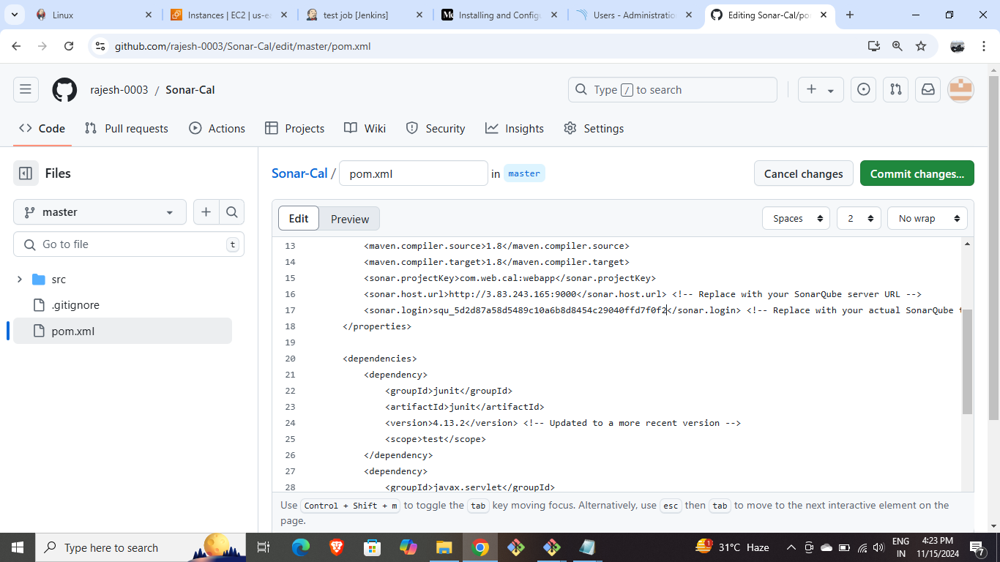 Linux
Instances | EC2 | us-ea
test job [Jenkins]
Installing and Configu
Users - Administratio
Editing Sonar-Cal/po
github.com/rajesh-0003/Sonar-Cal/edit/master/pom.xml
rajesh-0003 / Sonar-Cal
Type / to search
Code
Pull requests
Actions
Projects
Wiki
Security
Insights
Settings
Files
Sonar-Cal / pom.xml in master
Cancel changes
Commit changes...
master
Edit
Preview
Spaces
2
No wrap
Go to file
t
src
.gitignore
pom.xml
13 <maven.compiler.source>1.8</maven.compiler.source>
14 <maven.compiler.target>1.8</maven.compiler.target>
15 <sonar.projectKey>com.web.cal:webapp</sonar.projectKey>
16 <sonar.host.url>http://3.83.243.165:9000</sonar.host.url> <!-- Replace with your SonarQube server URL -->
17 <sonar.login>squ_5d2d87a58d5489c10a6b8d8454c29040ffd7f0f2</sonar.login> <!-- Replace with your actual SonarQube t
18 </properties>
19
20 <dependencies>
21 <dependency>
22 <groupId>junit</groupId>
23 <artifactId>junit</artifactId>
24 <version>4.13.2</version> <!-- Updated to a more recent version -->
25 <scope>test</scope>
26 </dependency>
27 <dependency>
28 <groupId>javax.servlet</groupId>
Use Control + Shift + m to toggle the tab key moving focus. Alternatively, use esc then tab to move to the next interactive element on the
page.
Type here to search
31°C Haze
ENG
IN
4:23 PM
11/15/2024
7